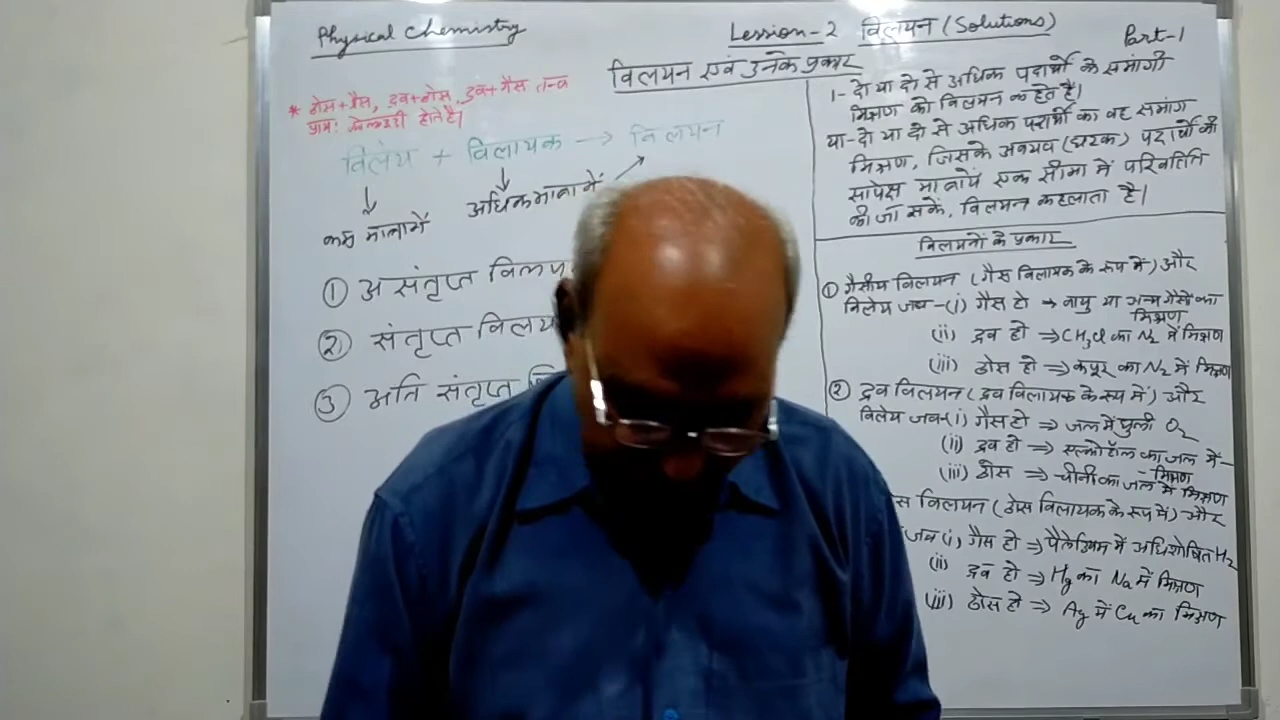 Physical Chemistry
Lession-2 विलयन (Solutions)
Part-1
विलयन एवं उनके प्रकार
* ठोस+गैस, द्रव+ठोस, द्रव+गैस तन्त्र
प्राय: होते है।
विलेय + विलायक → विलयन
कम मात्रा में
अधिक मात्रा में
① असंतृप्त
② संतृप्त
③ अति संतृप्त
1- दो या दो से अधिक पदार्थो के समांगी
मिश्रण को विलयन कहते है।
या- दो या दो से अधिक पदार्थो का वह समांग
मिश्रण, जिसके अवयव (घटक) पदार्थो की
सापेक्ष मात्रायें एक सीमा में परिवर्तित
की जा सकें, विलयन कहलाता है।
विलयनों के प्रकार
① गैसीय विलयन (गैस विलायक के रूप में) और
विलेय जब-(i) गैस हो → वायु या अन्य गैसों का
मिश्रण
(ii) द्रव हो ⇒ CH3Cl का N2 में मिश्रण
(iii) ठोस हो ⇒ कपूर का N2 में मिश्रण
② द्रव विलयन (द्रव विलायक के रूप में) और
विलेय जब-(i) गैस हो ⇒ जल में घुली O2
(ii) द्रव हो ⇒ एल्कोहॉल का जल में-
-मिश्रण
(iii) ठोस ⇒ चीनी का जल में मिश्रण
स विलयन (ठोस विलायक के रूप में) और
जब (i) गैस हो ⇒ पैलेडियम में अधिशोषित H2
(ii) द्रव हो ⇒ Hg का Na में मिश्रण
(iii) ठोस हो ⇒ Ag में Cu का मिश्रण